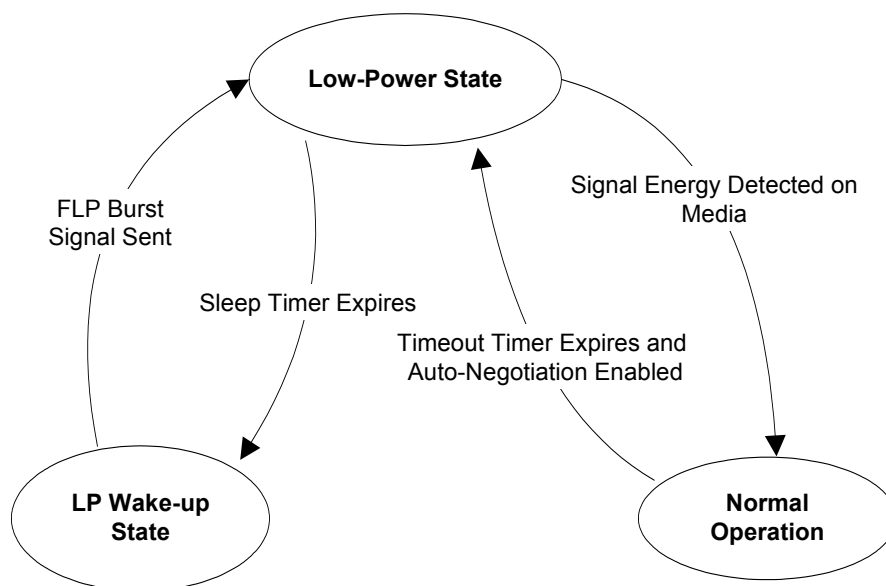 Low-Power State
FLP Burst
Signal Sent
Signal Energy Detected on
Media
Sleep Timer Expires
Timeout Timer Expires and
Auto-Negotiation Enabled
LP Wake-up
State
Normal
Operation